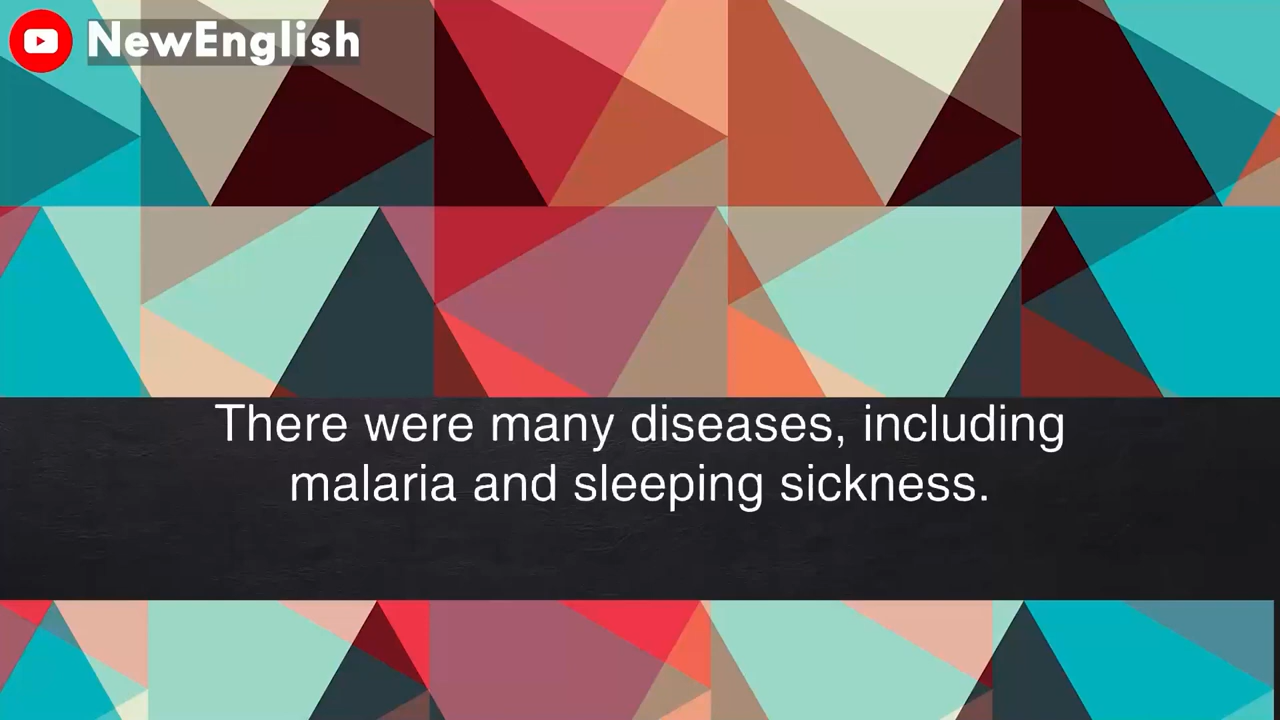 NewEnglish
There were many diseases, including
malaria and sleeping sickness.